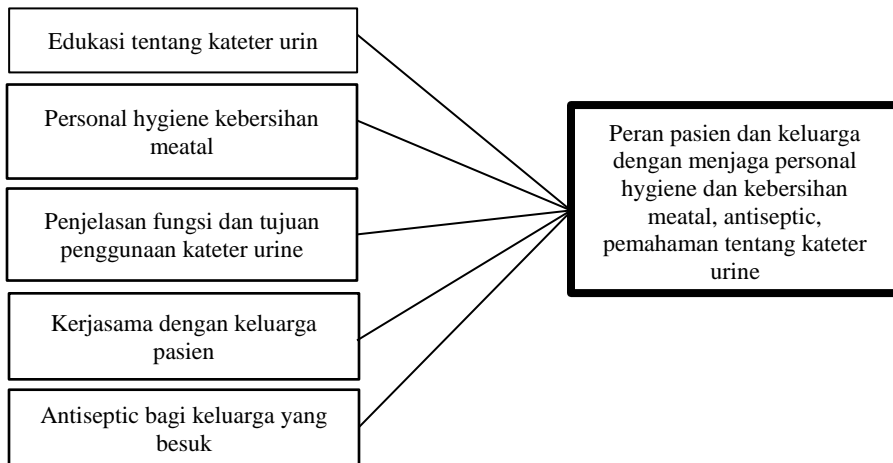 Edukasi tentang kateter urin
Personal hygiene kebersihan
meatal
Penjelasan fungsi dan tujuan
penggunaan kateter urine
Kerjasama dengan keluarga
pasien
Antiseptic bagi keluarga yang
besuk
Peran pasien dan keluarga
dengan menjaga personal
hygiene dan kebersihan
meatal, antiseptic,
pemahaman tentang kateter
urine